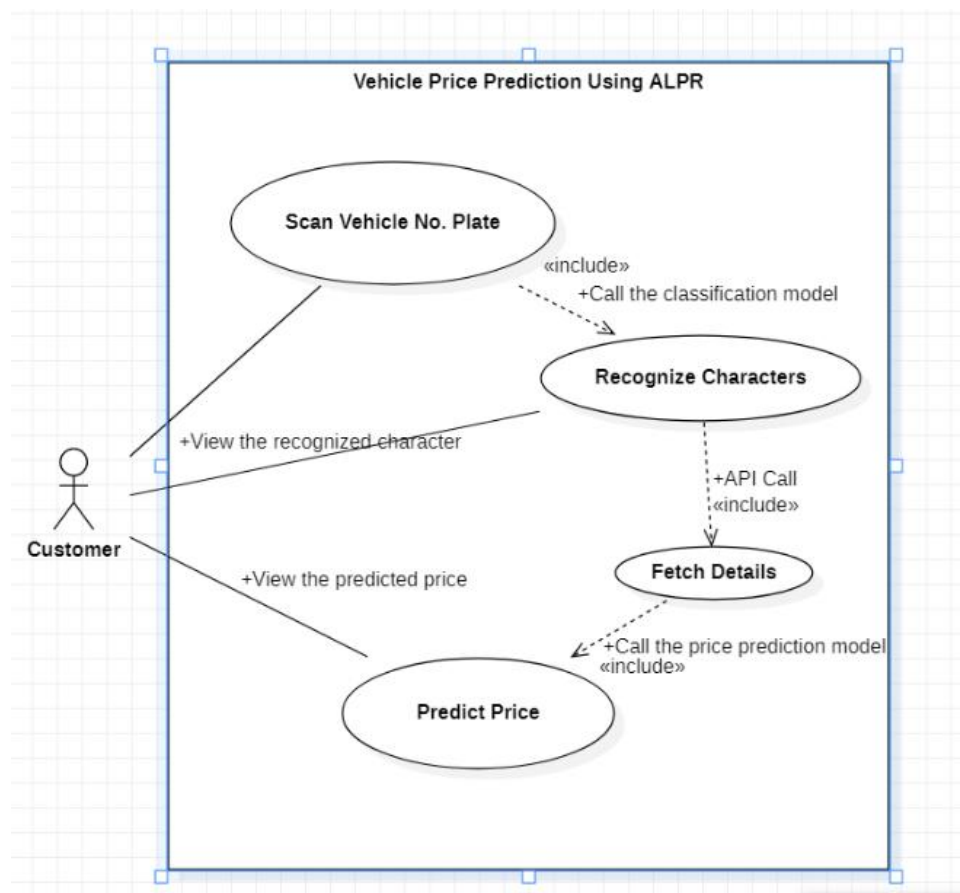 Vehicle Price Prediction Using ALPR
Scan Vehicle No. Plate
«include»
+Call the classification model
Recognize Characters
+View the recognized character
+API Call
«include»
Customer
Fetch Details
+View the predicted price
+Call the price prediction model
«include»
Predict Price